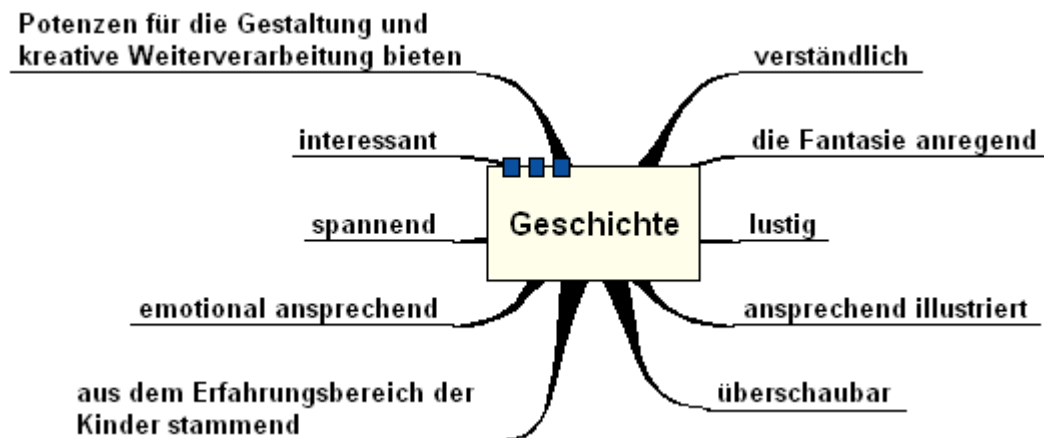 Potenzen für die Gestaltung und
kreative Weiterverarbeitung bieten
verständlich
interessant
die Fantasie anregend
Geschichte
spannend
lustig
emotional ansprechend
ansprechend illustriert
aus dem Erfahrungsbereich der
Kinder stammend
überschaubar